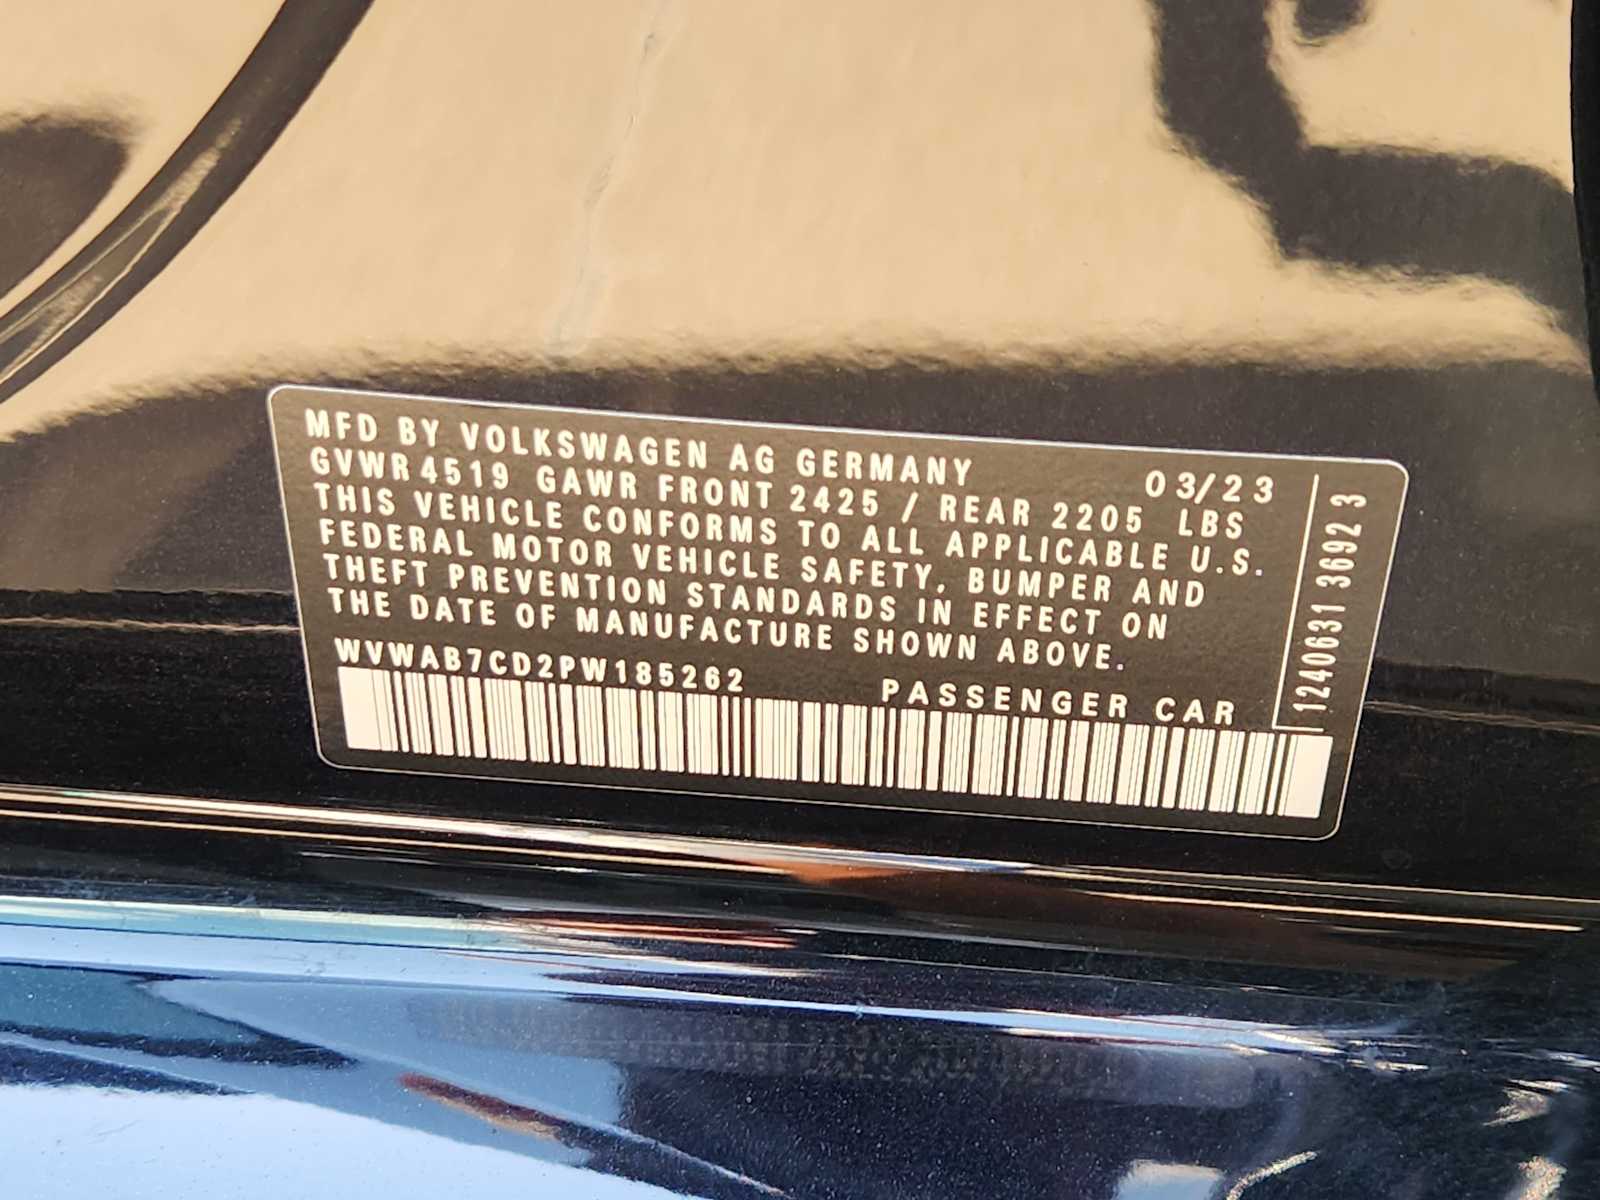 MFD BY VOLKSWAGEN AG GERMANY 03/23
GVWR 4519 GAWR FRONT 2425 / REAR 2205 LBS
THIS VEHICLE CONFORMS TO ALL APPLICABLE U.S.
FEDERAL MOTOR VEHICLE SAFETY, BUMPER AND
THEFT PREVENTION STANDARDS IN EFFECT ON
THE DATE OF MANUFACTURE SHOWN ABOVE.
WVWAB7CD2PW185262 PASSENGER CAR
1240631 3692 3